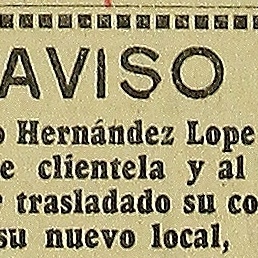 AVISO
o Hernández Lope
e clientela y al
r trasladado su co
su nuevo local,